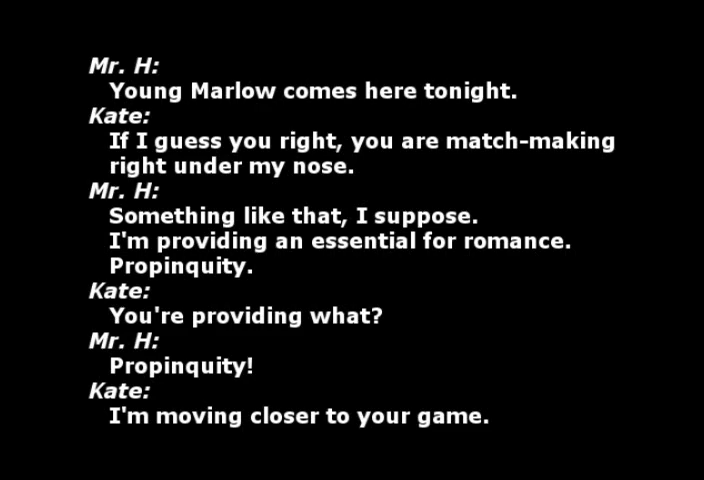 Mr. H:
Young Marlow comes here tonight.
Kate:
If I guess you right, you are match-making
right under my nose.
Mr. H:
Something like that, I suppose.
I'm providing an essential for romance.
Propinquity.
Kate:
You're providing what?
Mr. H:
Propinquity!
Kate:
I'm moving closer to your game.